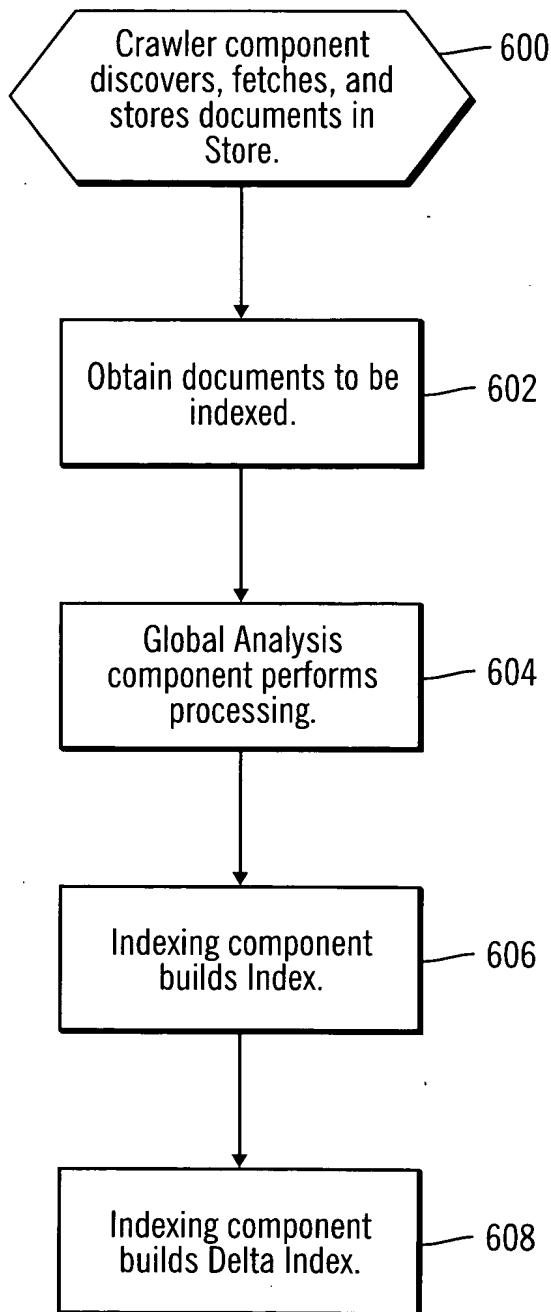 Crawler component
discovers, fetches, and
stores documents in
Store.
600
Obtain documents to be
indexed.
602
Global Analysis
component performs
processing.
604
Indexing component
builds Index.
606
Indexing component
builds Delta Index.
608